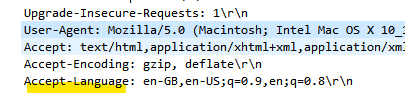 Upgrade-Insecure-Requests: 1\r\n
User-Agent: Mozilla/5.0 (Macintosh; Intel Mac OS X 10_
Accept: text/html,application/xhtml+xml,application/xml
Accept-Encoding: gzip, deflate\r\n
Accept-Language: en-GB,en-US;q=0.9,en;q=0.8\r\n